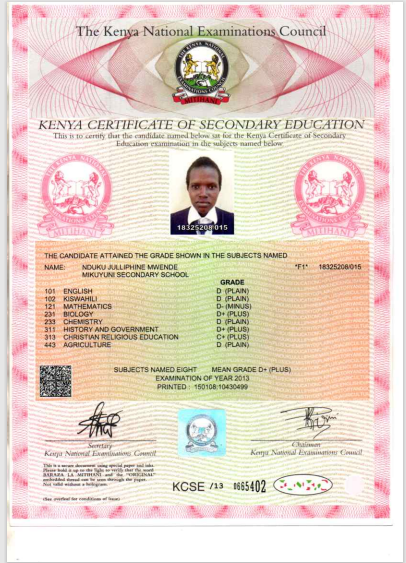 The Kenya National Examinations Council
THE KENYA NATIONAL
EXAMINATIONS COUNCIL
MITIHANI
KENYA CERTIFICATE OF SECONDARY EDUCATION
This is to certify that the candidate named below sat for the Kenya Certificate of Secondary
Education examination in the subjects named below
18325208/015
THE CANDIDATE ATTAINED THE GRADE SHOWN IN THE SUBJECTS NAMED
NAME: NDUKU JULLIPHINE MWENDE *F1* 18325208/015
MIKUYUNI SECONDARY SCHOOL
GRADE
101 ENGLISH D (PLAIN)
102 KISWAHILI D (PLAIN)
121 MATHEMATICS D- (MINUS)
231 BIOLOGY D+ (PLUS)
233 CHEMISTRY D (PLAIN)
311 HISTORY AND GOVERNMENT D+ (PLUS)
313 CHRISTIAN RELIGIOUS EDUCATION C+ (PLUS)
443 AGRICULTURE D (PLAIN)
SUBJECTS NAMED EIGHT MEAN GRADE D+ (PLUS)
EXAMINATION OF YEAR 2013
PRINTED : 150108:10430499
Secretary
Kenya National Examinations Council
Chairman
Kenya National Examinations Council
This is a secure document using special paper and inks.
Please hold it up to the light to verify that the word
BARAZA LA MITIHANI and the "ORIGINAL"
embedded thread can be seen through the paper.
Not valid without a hologram.
(See overleaf for conditions of issue)
KCSE /13 0665402